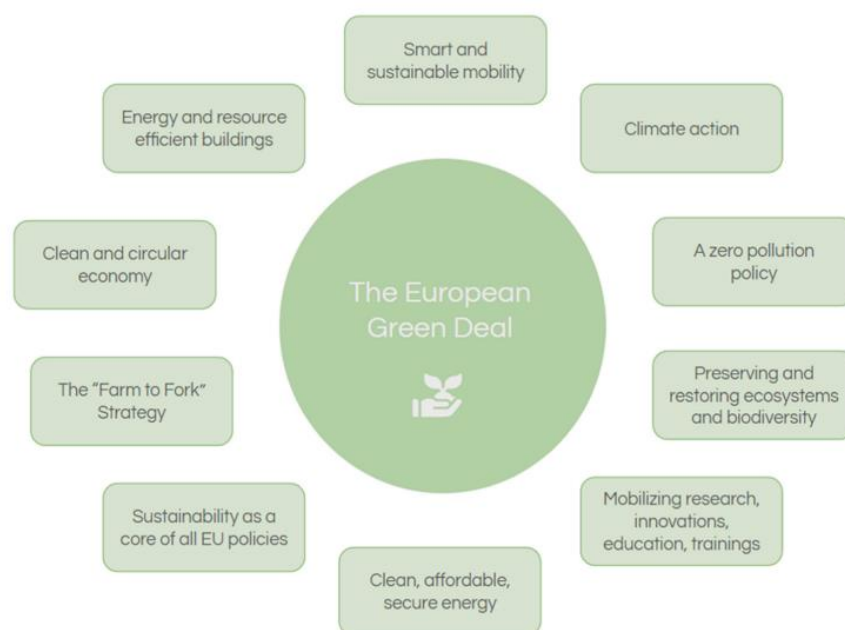 Smart and
sustainable mobility
Energy and resource
efficient buildings
Climate action
Clean and circular
economy
A zero pollution
policy
The European
Green Deal
The “Farm to Fork”
Strategy
Preserving and
restoring ecosystems
and biodiversity
Sustainability as a
core of all EU policies
Mobilizing research,
innovations,
education, trainings
Clean, affordable,
secure energy